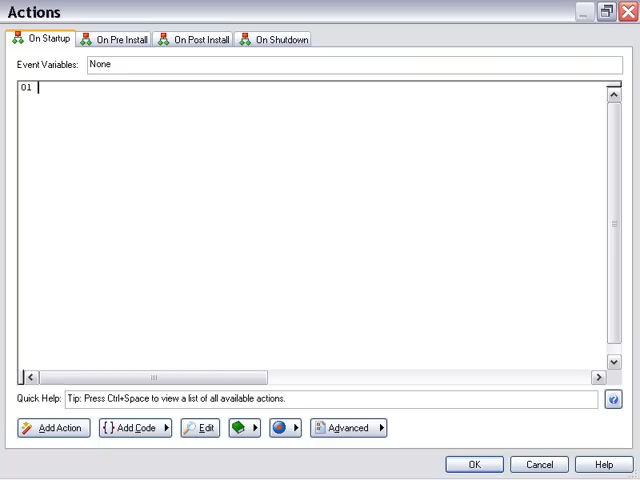 Actions
On Startup On Pre Install On Post Install On Shutdown
Event Variables: None
01
Quick Help: Tip: Press Ctrl+Space to view a list of all available actions.
Add Action { } Add Code Edit Advanced
OK Cancel Help